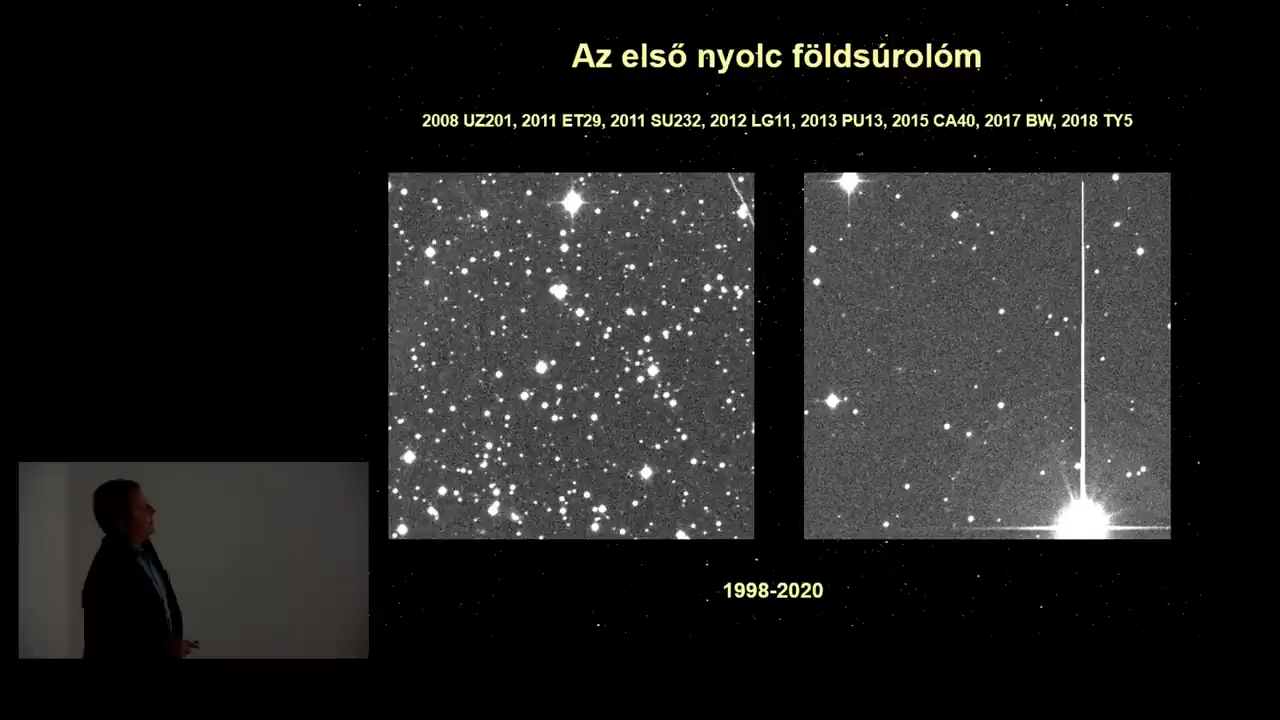 Az első nyolc földsúrolóm
2008 UZ201, 2011 ET29, 2011 SU232, 2012 LG11, 2013 PU13, 2015 CA40, 2017 BW, 2018 TY5
1998-2020